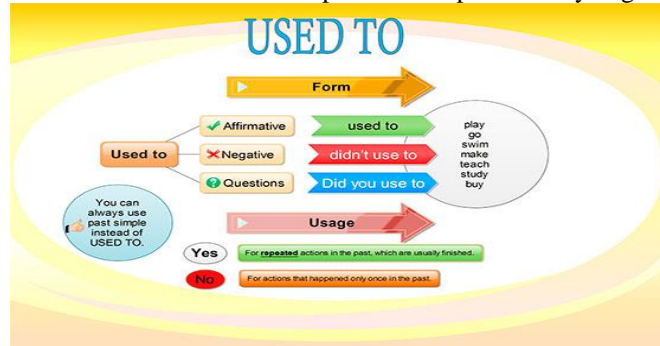 USED TO
Form
Used to
Affirmative
used to
Negative
didn't use to
Questions
Did you use to
play
go
swim
make
teach
study
buy
You can
always use
past simple
instead of
USED TO.
Usage
Yes
For repeated actions in the past, which are usually finished.
No
For actions that happened only once in the past.